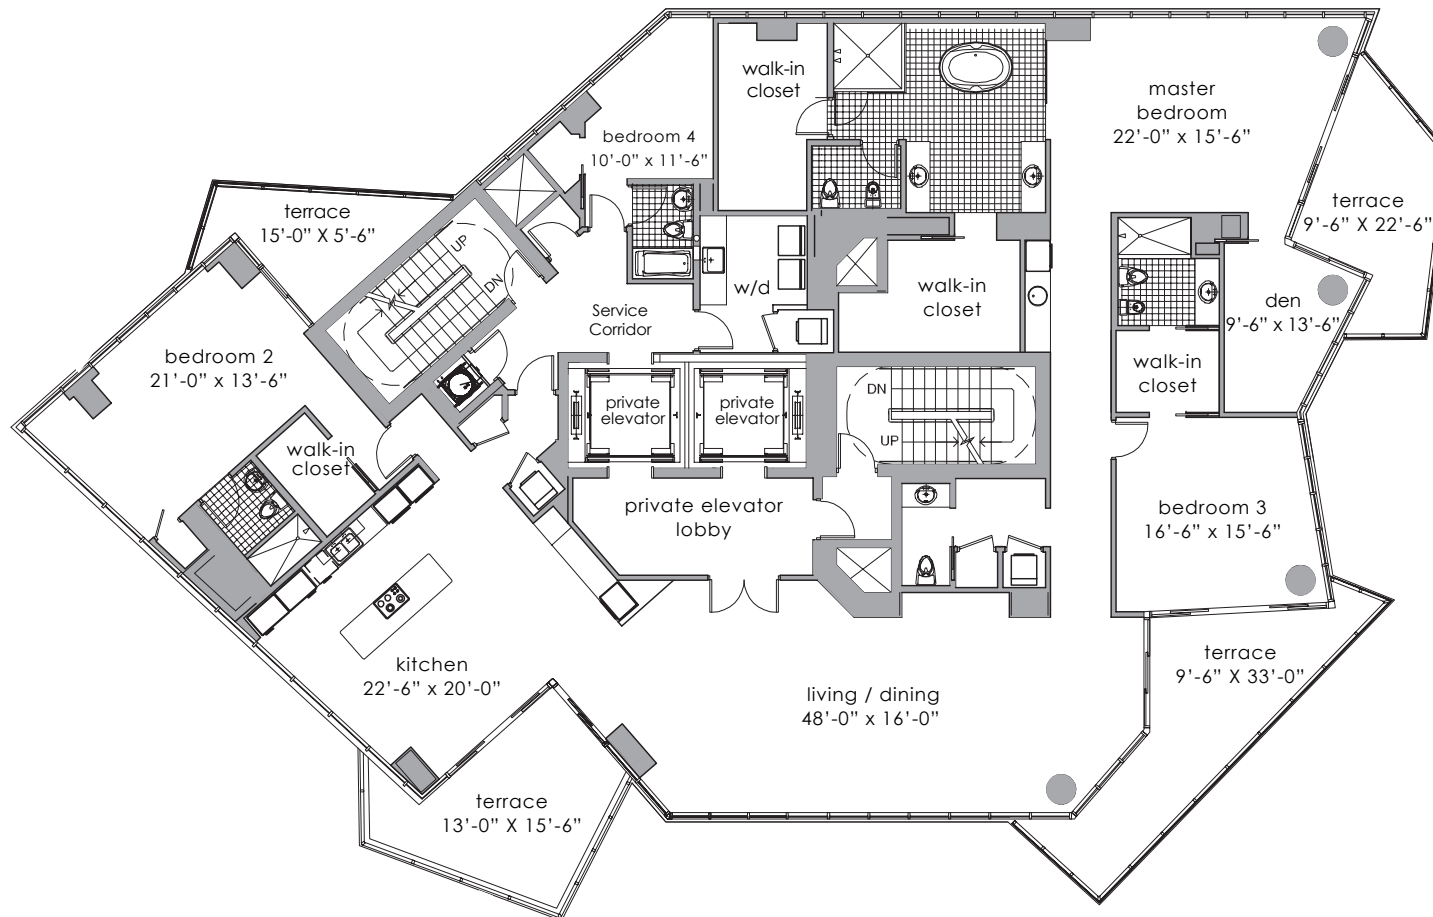 walk-in
closet
master
bedroom
22'-0" x 15'-6"
bedroom 4
10'-0" x 11'-6"
terrace
15'-0" X 5'-6"
terrace
9'-6" X 22'-6"
UP
DN
w/d
walk-in
closet
den
9'-6" x 13'-6"
Service
Corridor
bedroom 2
21'-0" x 13'-6"
walk-in
closet
private
elevator
private
elevator
DN
UP
walk-in
closet
private elevator
lobby
bedroom 3
16'-6" x 15'-6"
kitchen
22'-6" x 20'-0"
living / dining
48'-0" x 16'-0"
terrace
9'-6" X 33'-0"
terrace
13'-0" X 15'-6"